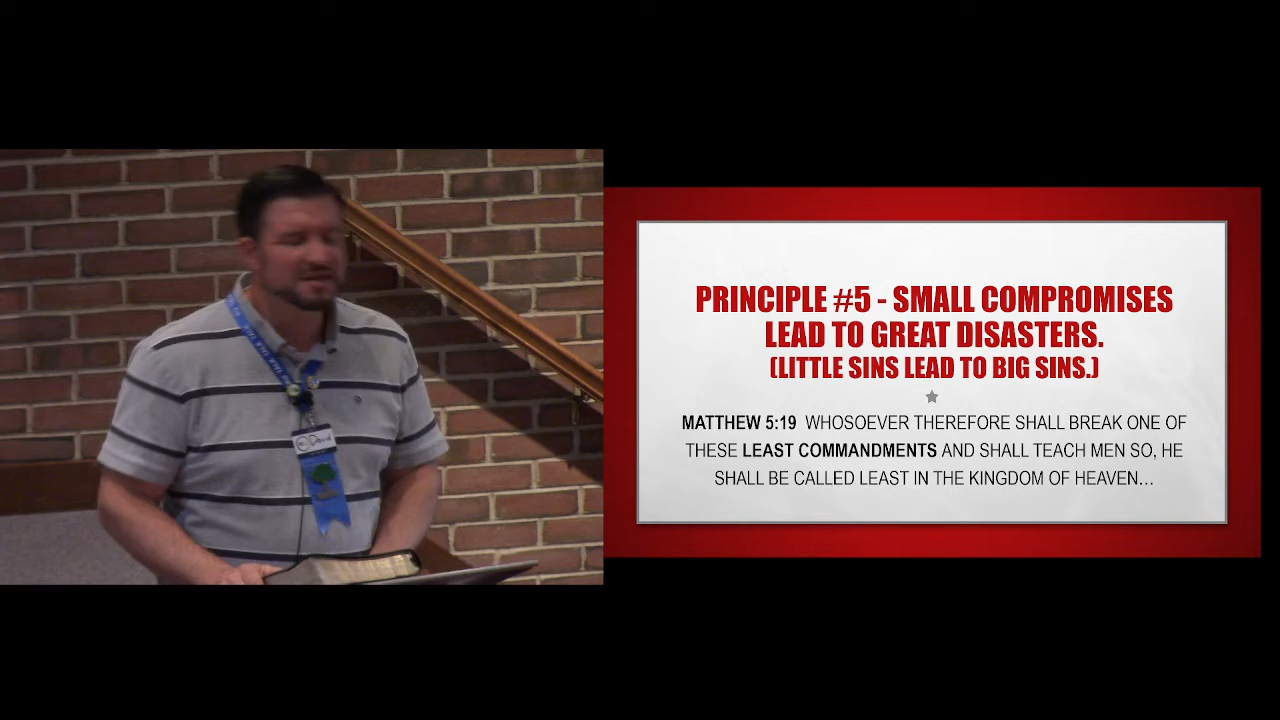 David
PRINCIPLE #5 - SMALL COMPROMISES
LEAD TO GREAT DISASTERS.
(LITTLE SINS LEAD TO BIG SINS.)
MATTHEW 5:19 WHOSOEVER THEREFORE SHALL BREAK ONE OF
THESE LEAST COMMANDMENTS AND SHALL TEACH MEN SO, HE
SHALL BE CALLED LEAST IN THE KINGDOM OF HEAVEN…